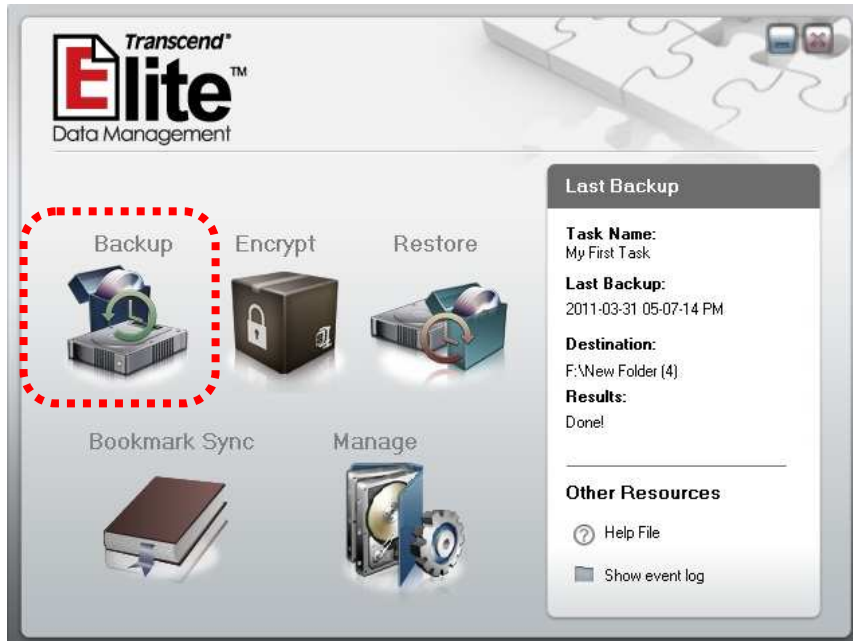 Transcend®
Elite™
Data Management
Backup
Encrypt
Restore
Bookmark Sync
Manage
Last Backup
Task Name:
My First Task
Last Backup:
2011-03-31 05-07-14 PM
Destination:
F:\New Folder (4)
Results:
Done!
Other Resources
Help File
Show event log